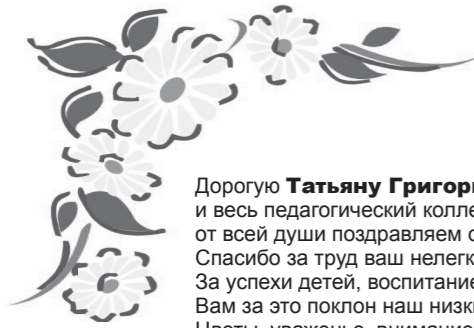 Дорогую Татьяну Григорь
и весь педагогический колле
от всей души поздравляем с
Спасибо за труд ваш нелегк
За успехи детей, воспитание
Вам за это поклон наш низк